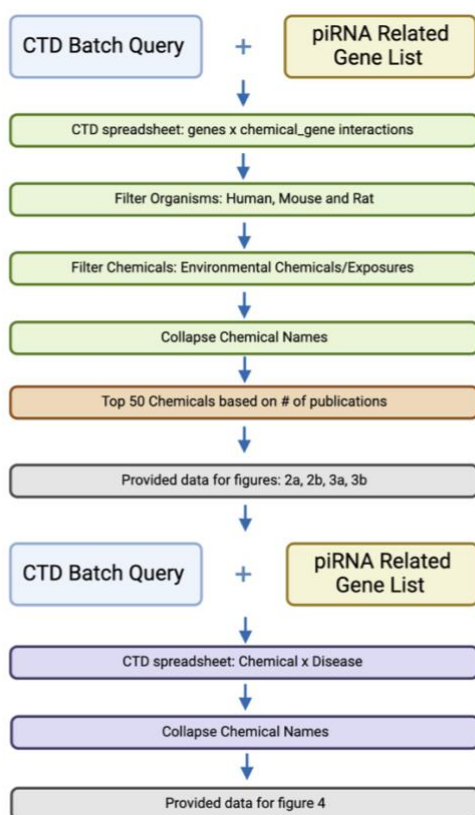 CTD Batch Query
+
piRNA Related
Gene List
CTD spreadsheet: genes x chemical_gene interactions
Filter Organisms: Human, Mouse and Rat
Filter Chemicals: Environmental Chemicals/Exposures
Collapse Chemical Names
Top 50 Chemicals based on # of publications
Provided data for figures: 2a, 2b, 3a, 3b
CTD Batch Query
+
piRNA Related
Gene List
CTD spreadsheet: Chemical x Disease
Collapse Chemical Names
Provided data for figure 4